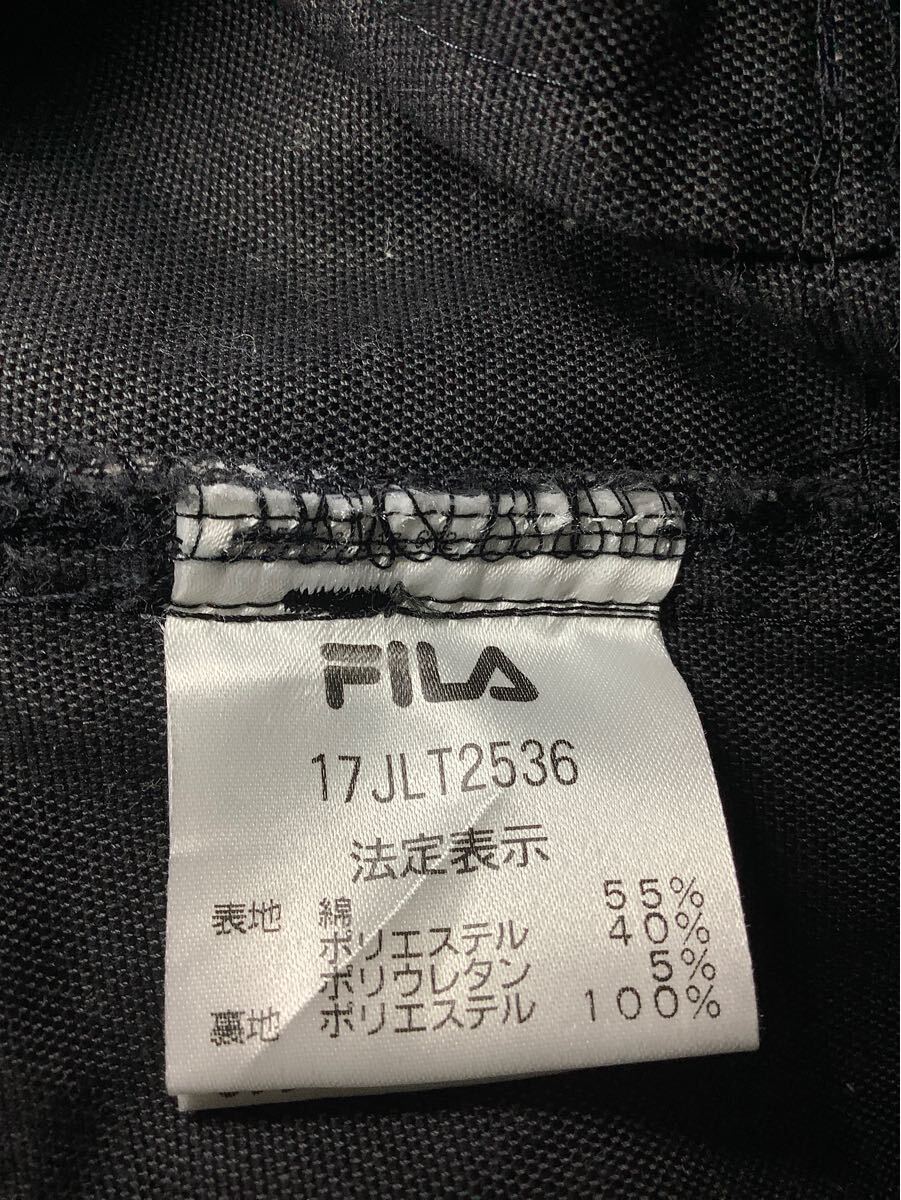 FILA
17JLT2536
法定表示
表地 綿 55%
ポリエステル 40%
ポリウレタン 5%
裏地 ポリエステル 100%